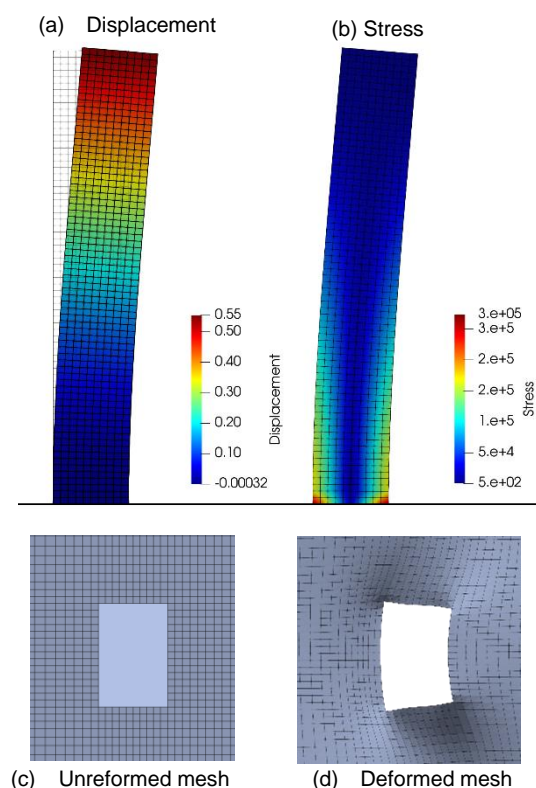 (a) Displacement
(b) Stress
0.55
0.50
0.40
0.30
0.20
0.10
-0.00032
Displacement
3.e+05
3.e+5
2.e+5
2.e+5
1.e+5
5.e+4
5.e+02
Stress
(c) Unreformed mesh
(d) Deformed mesh